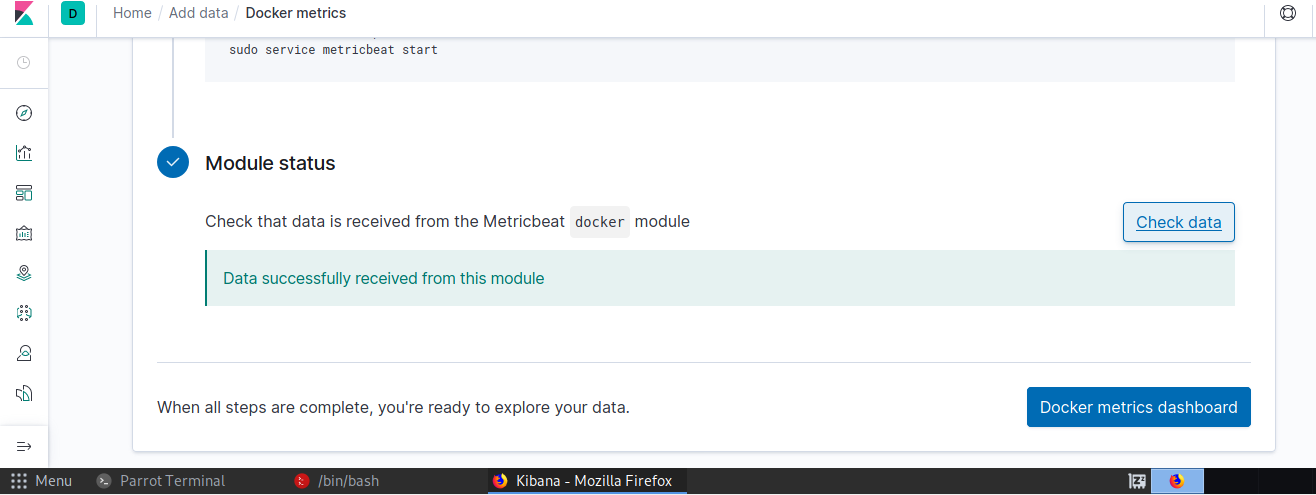 D Home / Add data / Docker metrics
sudo service metricbeat start
Module status
Check that data is received from the Metricbeat docker module
Check data
Data successfully received from this module
When all steps are complete, you're ready to explore your data.
Docker metrics dashboard
Menu Parrot Terminal /bin/bash Kibana - Mozilla Firefox